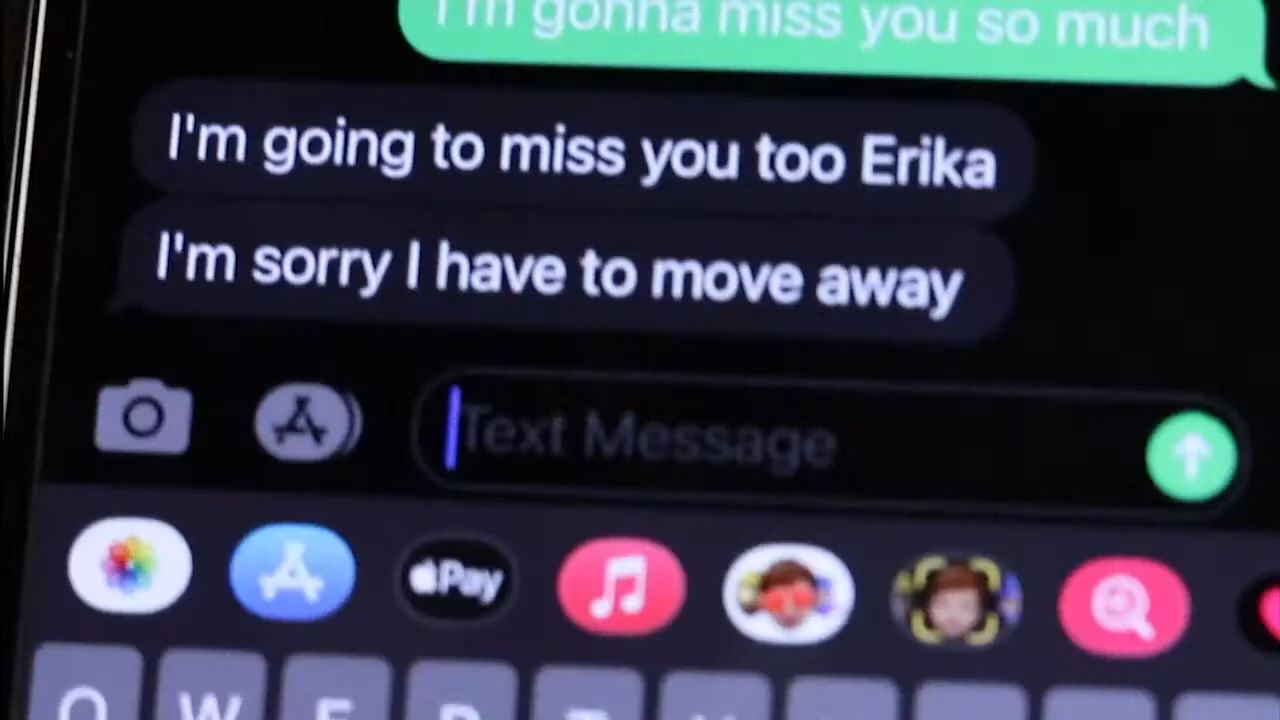 I'm gonna miss you so much
I'm going to miss you too Erika
I'm sorry I have to move away
Text Message
Pay
W